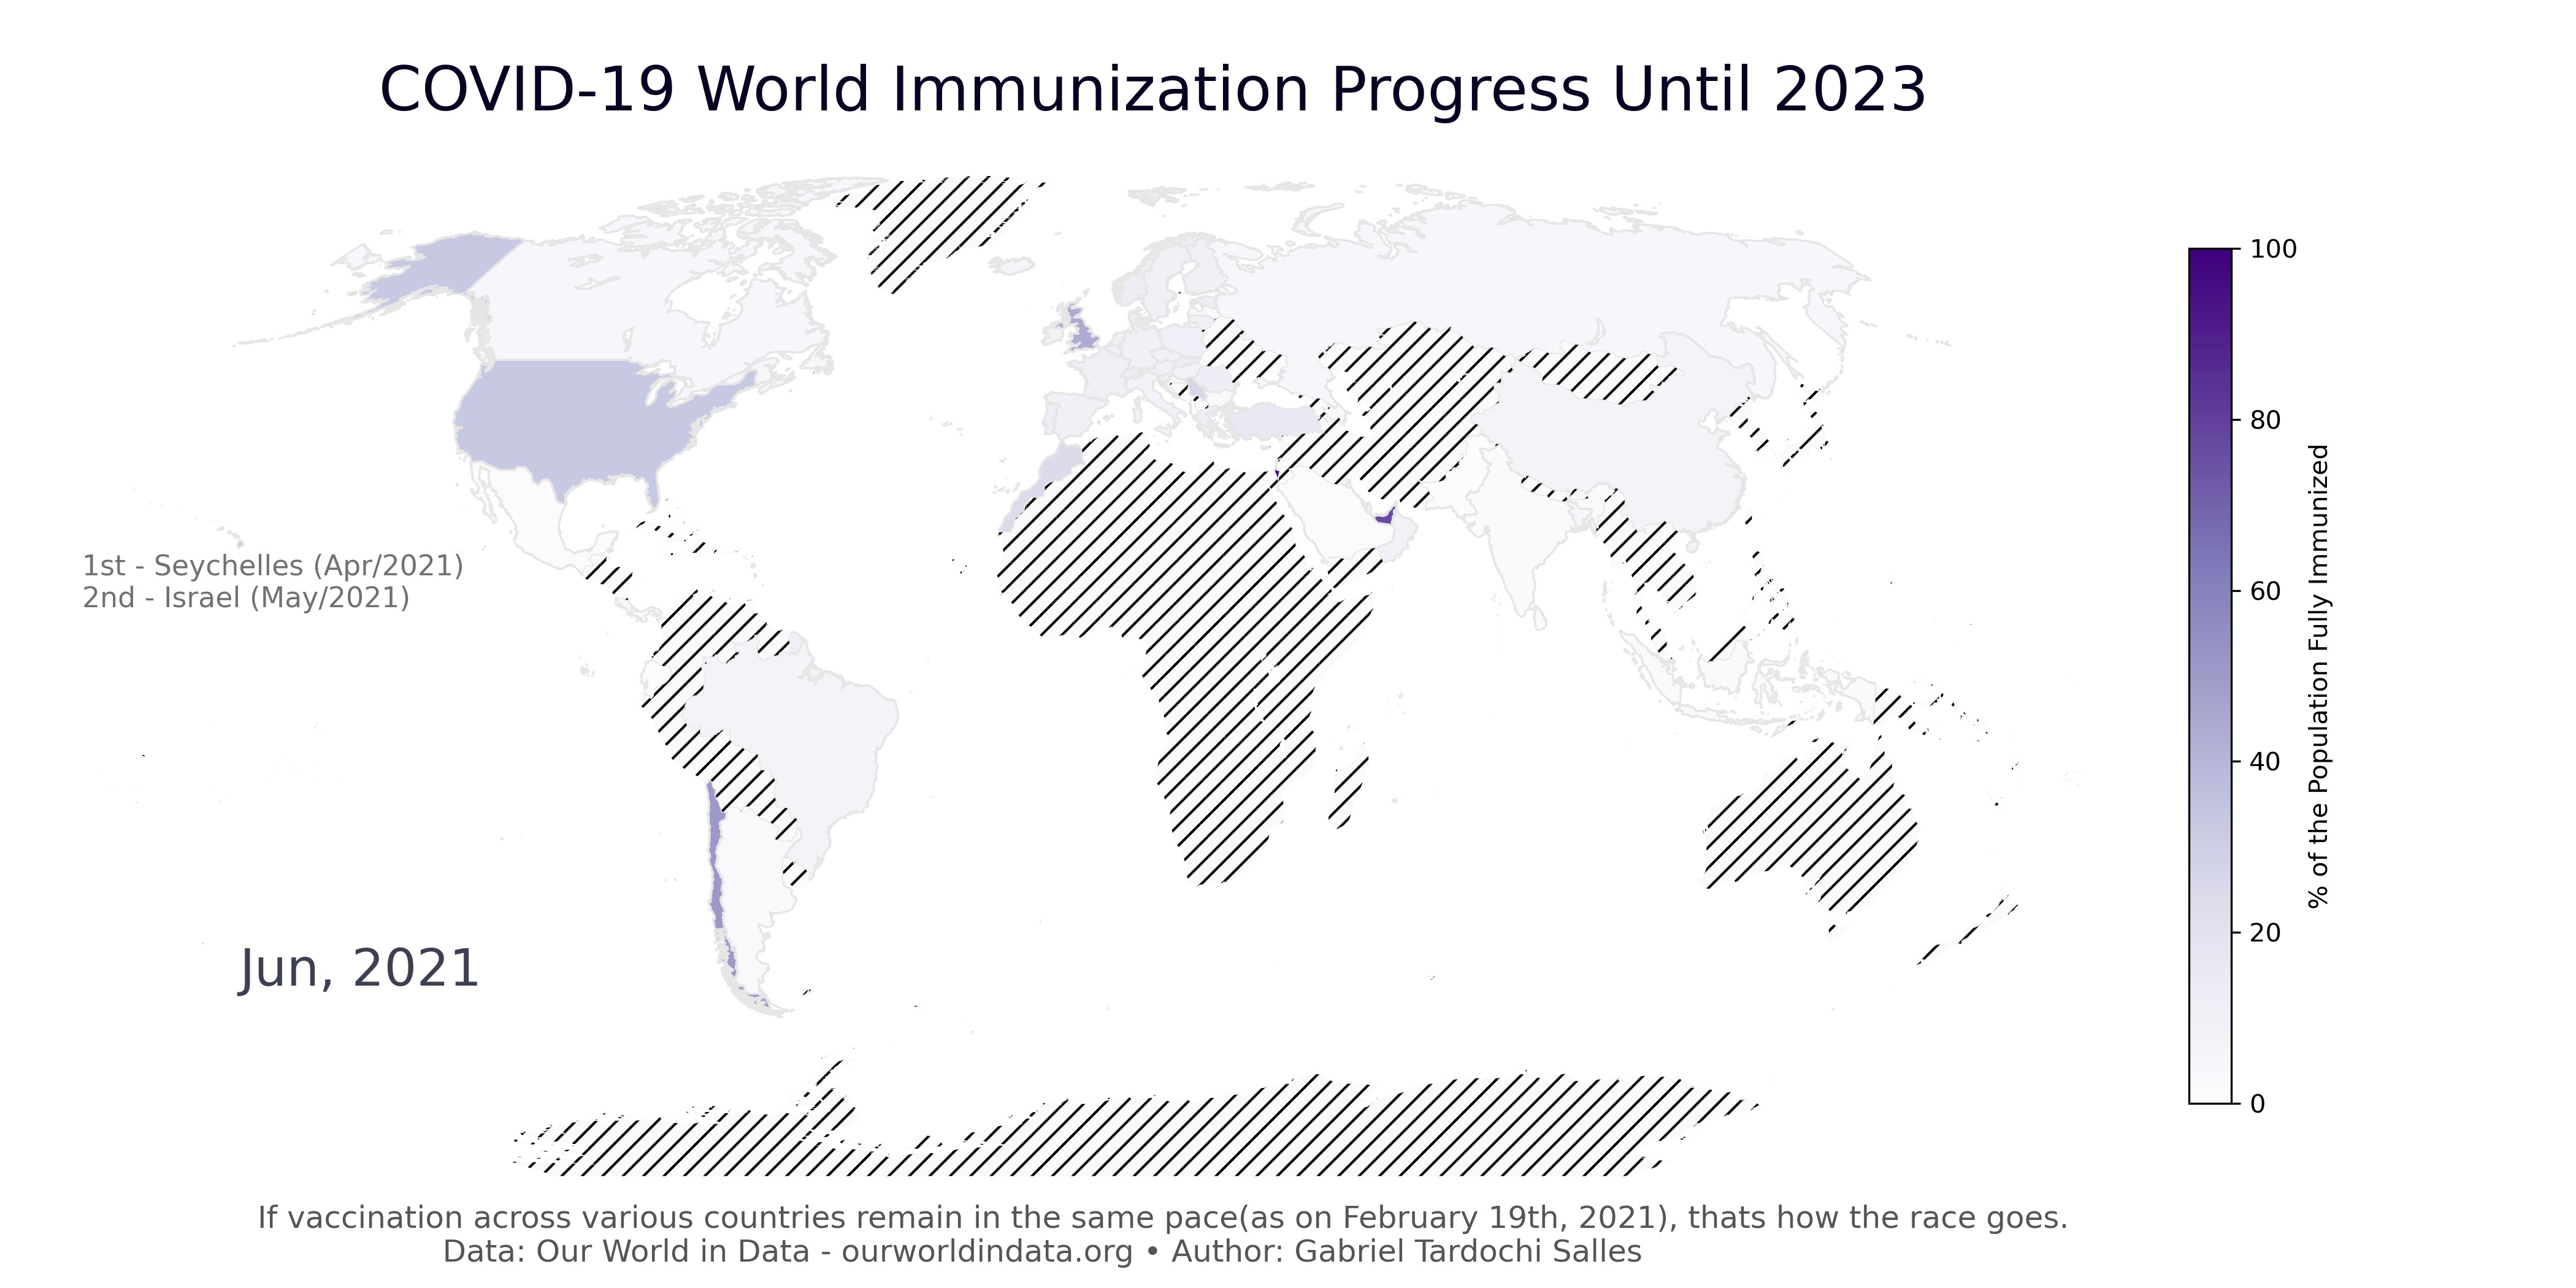 COVID-19 World Immunization Progress Until 2023
1st - Seychelles (Apr/2021)
2nd - Israel (May/2021)
Jun, 2021
100
80
60
40
20
0
% of the Population Fully Immunized
If vaccination across various countries remain in the same pace(as on February 19th, 2021), thats how the race goes.
Data: Our World in Data - ourworldindata.org • Author: Gabriel Tardochi Salles